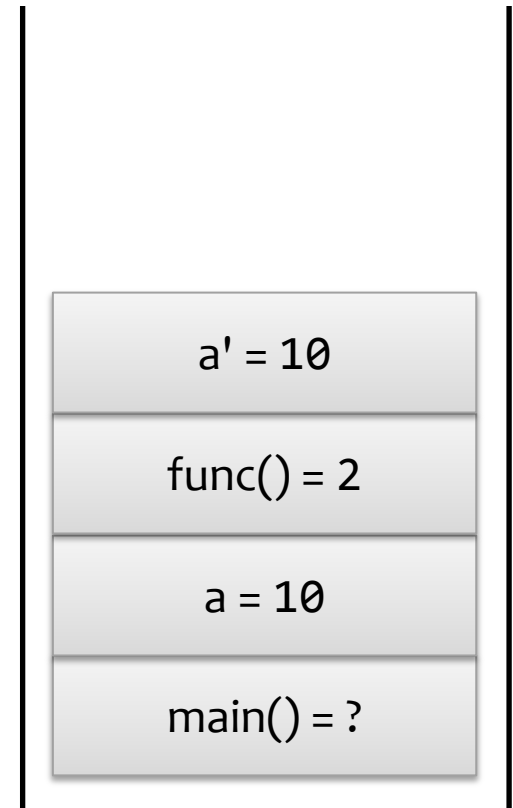 a' = 10
func() = 2
a = 10
main() = ?